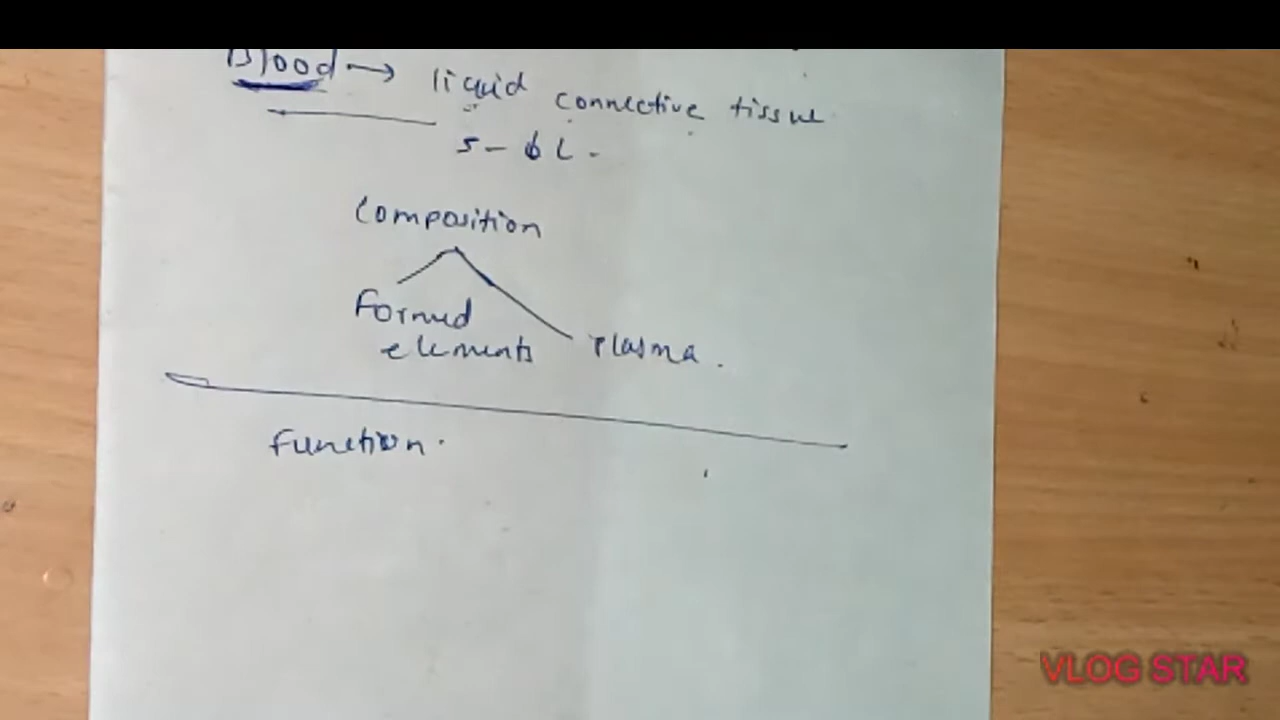 Blood → liquid connective tissue
5-6 L.
Composition
Formed
elements
Plasma.
Function.
VLOG STAR